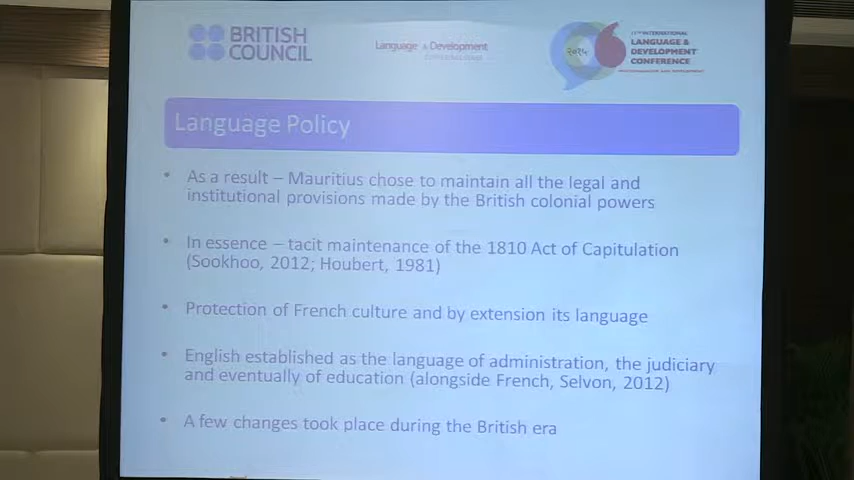 BRITISH
COUNCIL
Language & Development
11TH INTERNATIONAL
LANGUAGE &
DEVELOPMENT
CONFERENCE
Language Policy
• As a result – Mauritius chose to maintain all the legal and
institutional provisions made by the British colonial powers
• In essence – tacit maintenance of the 1810 Act of Capitulation
(Sookhoo, 2012; Houbert, 1981)
• Protection of French culture and by extension its language
• English established as the language of administration, the judiciary
and eventually of education (alongside French, Selvon, 2012)
• A few changes took place during the British era